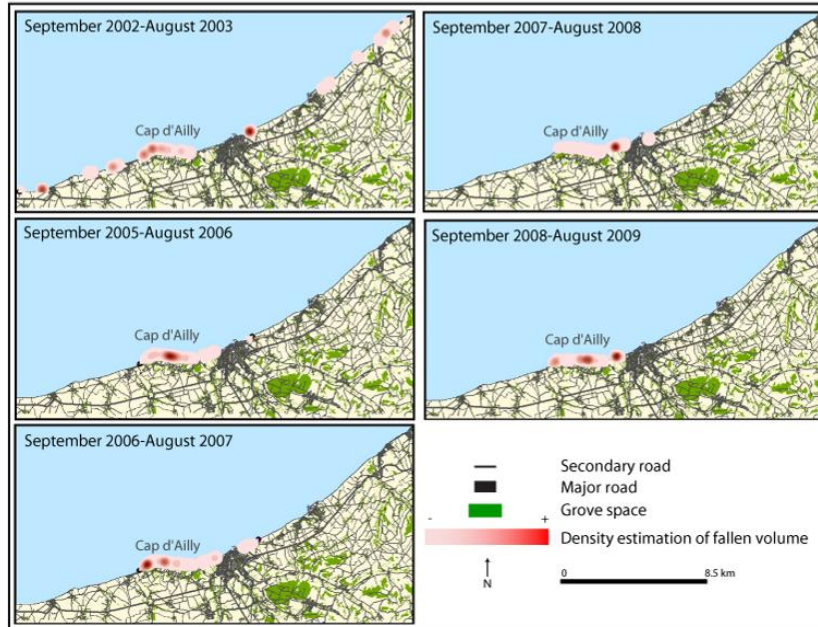 September 2002-August 2003
Cap d'Ailly
September 2007-August 2008
Cap d'Ailly
September 2005-August 2006
Cap d'Ailly
September 2008-August 2009
Cap d'Ailly
September 2006-August 2007
Cap d'Ailly
Secondary road
Major road
Grove space
- +
Density estimation of fallen volume
N
0 8.5 km